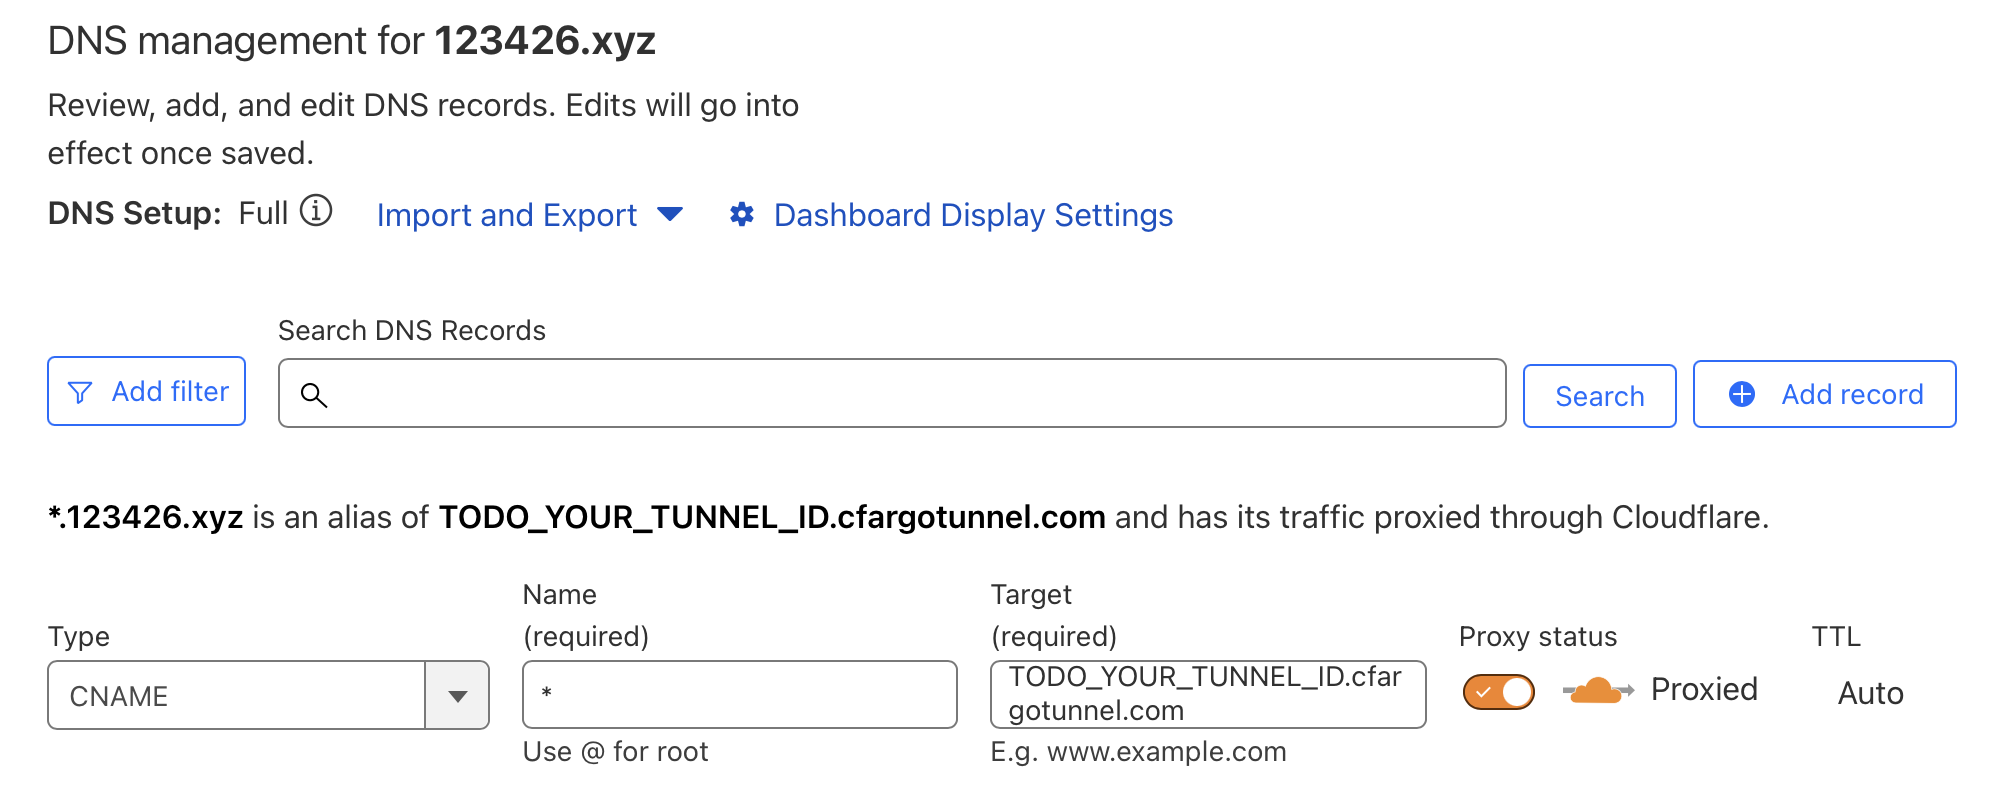 DNS management for 123426.xyz
Review, add, and edit DNS records. Edits will go into
effect once saved.
DNS Setup: Full Import and Export Dashboard Display Settings
Search DNS Records
Add filter Search Add record
*.123426.xyz is an alias of TODO_YOUR_TUNNEL_ID.cfargotunnel.com and has its traffic proxied through Cloudflare.
Name Target
Type (required) (required) Proxy status TTL
CNAME * TODO_YOUR_TUNNEL_ID.cfar
gotunnel.com Proxied Auto
Use @ for root E.g. www.example.com